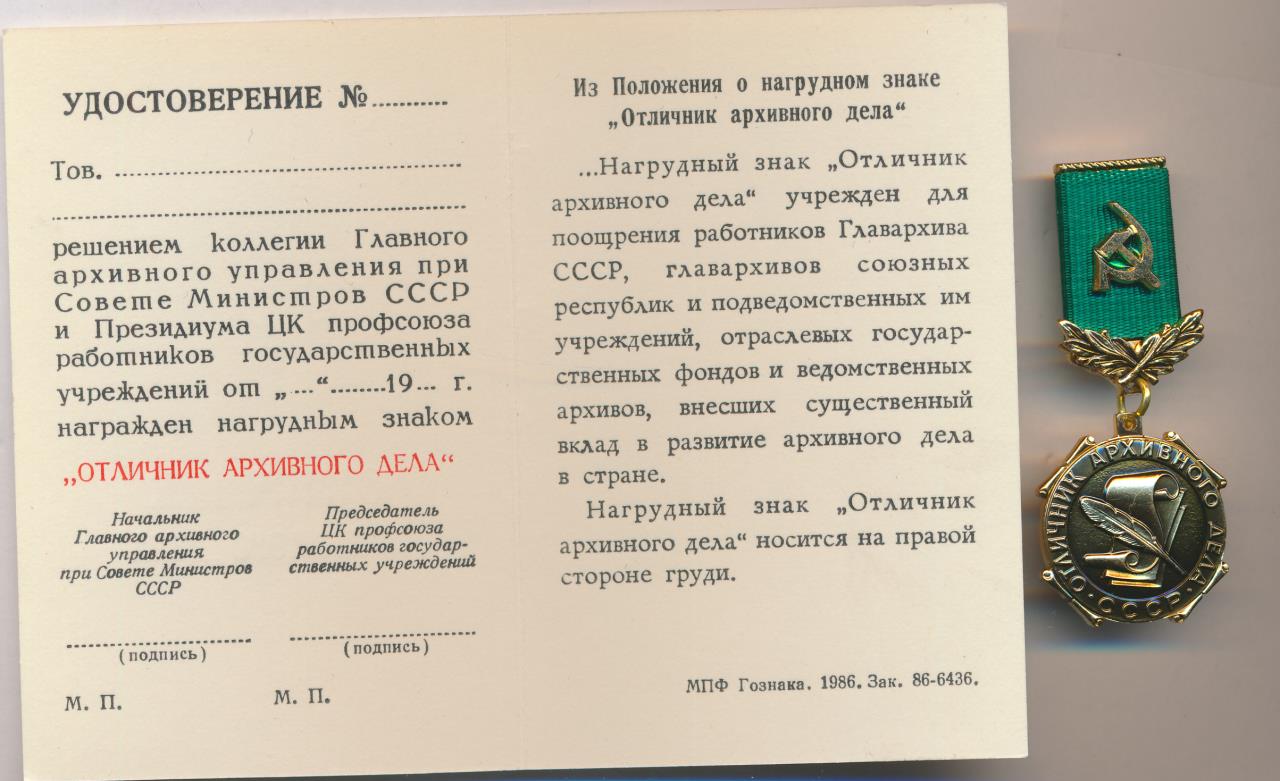 УДОСТОВЕРЕНИЕ №..........
Тов. ............................................................
............................................................
решением коллегии Главного
архивного управления при
Совете Министров СССР
и Президиума ЦК профсоюза
работников государственных
учреждений от „....“........19... г.
награжден нагрудным знаком
„ОТЛИЧНИК АРХИВНОГО ДЕЛА“
Начальник
Главного архивного
управления
при Совете Министров
СССР
(подпись)
М. П.
Председатель
ЦК профсоюза
работников государ-
ственных учреждений
(подпись)
М. П.
Из Положения о нагрудном знаке
„Отличник архивного дела“
...Нагрудный знак „Отличник
архивного дела“ учрежден для
поощрения работников Главархива
СССР, главархивов союзных
республик и подведомственных им
учреждений, отраслевых государ-
ственных фондов и ведомственных
архивов, внесших существенный
вклад в развитие архивного дела
в стране.
Нагрудный знак „Отличник
архивного дела“ носится на правой
стороне груди.
МПФ Гознака. 1986. Зак. 86-6436.
ОТЛИЧНИК АРХИВНОГО ДЕЛА
СССР